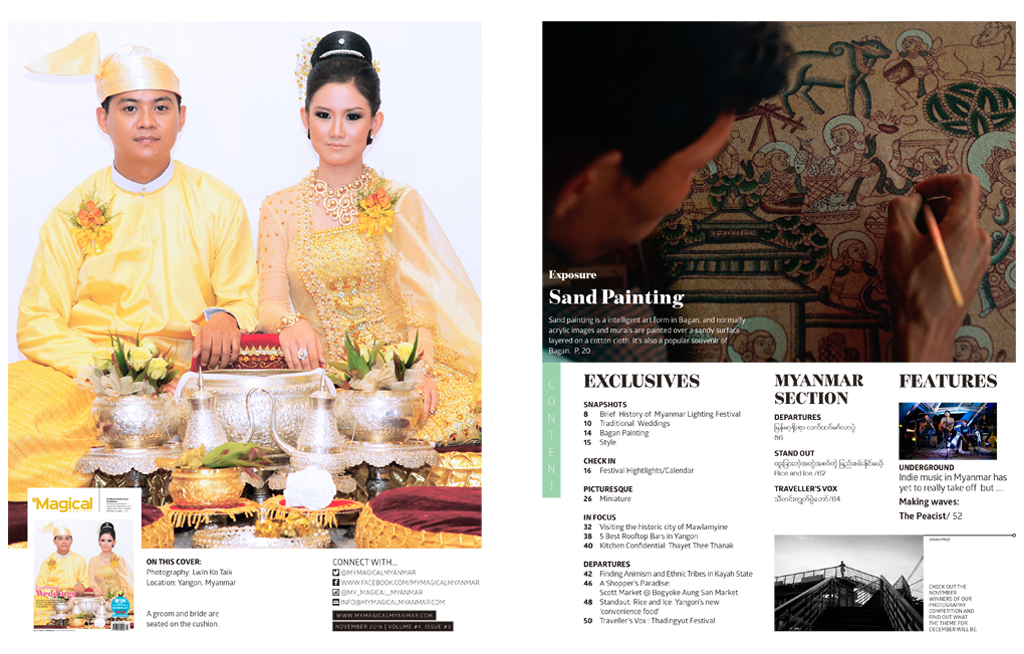 Magical
ON THIS COVER:
Photography: Lwin Ko Taik
Location: Yangon, Myanmar
A groom and bride are
seated on the cushion.
CONNECT WITH...
@MYMAGICALMYANMAR
WWW.FACEBOOK.COM/MYMAGICALMYANMAR
@MY_MAGICAL_MYANMAR
INFO@MYMAGICALMYANMAR.COM
WWW.MYMAGICALMYANMAR.COM
NOVEMBER 2016 | VOLUME #4, ISSUE #3
Exposure
Sand Painting
Sand painting is a intelligent art form in Bagan, and normally
acrylic images and murals are painted over a sandy surface
layered on a cotton cloth. It's also a popular souvenir of
Bagan. P. 20
CONTENT
EXCLUSIVES
SNAPSHOTS
8 Brief History of Myanmar Lighting Festival
10 Traditional Weddings
14 Bagan Painting
15 Style
CHECK IN
16 Festival Hightlights/Calendar
PICTURESQUE
26 Miniature
IN FOCUS
32 Visiting the historic city of Mawlamyine
38 5 Best Rooftop Bars in Yangon
40 Kitchen Confidential: Thayet Thee Thanak
DEPARTURES
42 Finding Animism and Ethnic Tribes in Kayah State
46 A Shopper's Paradise:
Scott Market @ Bogyoke Aung San Market
48 Standout: Rice and Ice: Yangon's new
'convenience food'
50 Traveller's Vox : Thadingyut Festival
MYANMAR
SECTION
DEPARTURES
56
STAND OUT
Rice and Ice /62
TRAVELLER'S VOX
/64
FEATURES
UNDERGROUND
Indie music in Myanmar has
yet to really take off but ....
Making waves:
The Peacist/ 52
CHECK OUT THE
NOVEMBER
WINNERS OF OUR
PHOTOGRAPHY
COMPETITION AND
FIND OUT WHAT
THE THEME FOR
DECEMBER WILL BE.